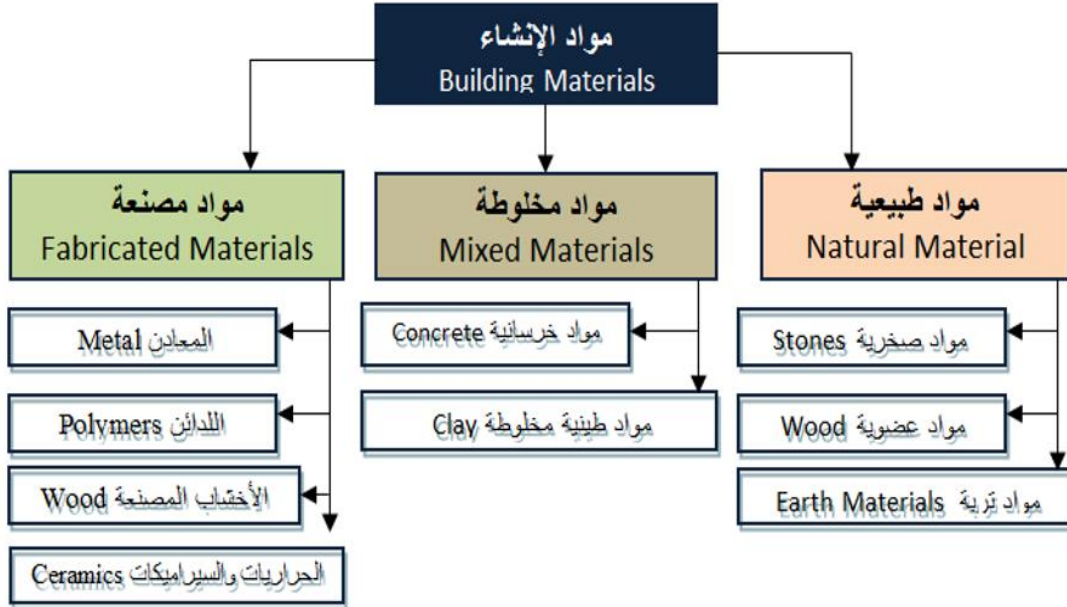 مواد الإنشاء
Building Materials
مواد طبيعية
Natural Material
مواد صخرية Stones
مواد عضوية Wood
مواد تربة Earth Materials
مواد مخلوطة
Mixed Materials
مواد خرسانية Concrete
مواد طينية مخلوطة Clay
مواد مصنعة
Fabricated Materials
المعادن Metal
اللدائن Polymers
الأخشاب المصنعة Wood
الحراريات والسيراميكات Ceramics